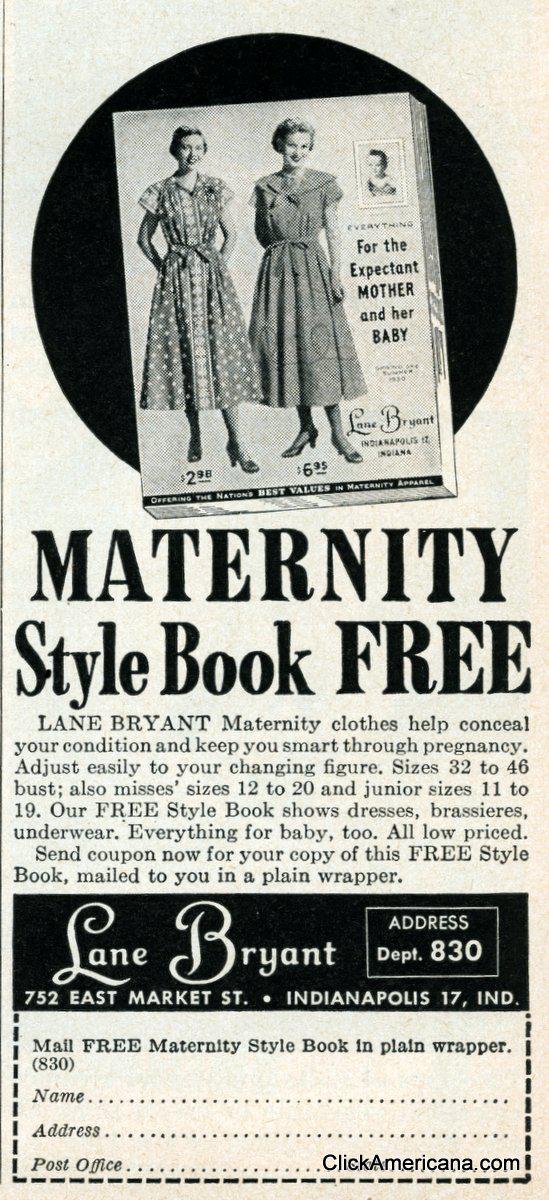 EVERYTHING
For the
Expectant
MOTHER
and her
BABY
SPRING and
SUMMER
1950
Lane Bryant
INDIANAPOLIS 17,
INDIANA
$2.98
$6.95
OFFERING THE NATION'S BEST VALUES IN MATERNITY APPAREL
MATERNITY
Style Book FREE
LANE BRYANT Maternity clothes help conceal
your condition and keep you smart through pregnancy.
Adjust easily to your changing figure. Sizes 32 to 46
bust; also misses' sizes 12 to 20 and junior sizes 11 to
19. Our FREE Style Book shows dresses, brassieres,
underwear. Everything for baby, too. All low priced.
Send coupon now for your copy of this FREE Style
Book, mailed to you in a plain wrapper.
Lane Bryant
ADDRESS
Dept. 830
752 EAST MARKET ST. • INDIANAPOLIS 17, IND.
Mail FREE Maternity Style Book in plain wrapper.
(830)
Name
Address
Post Office
ClickAmericana.com